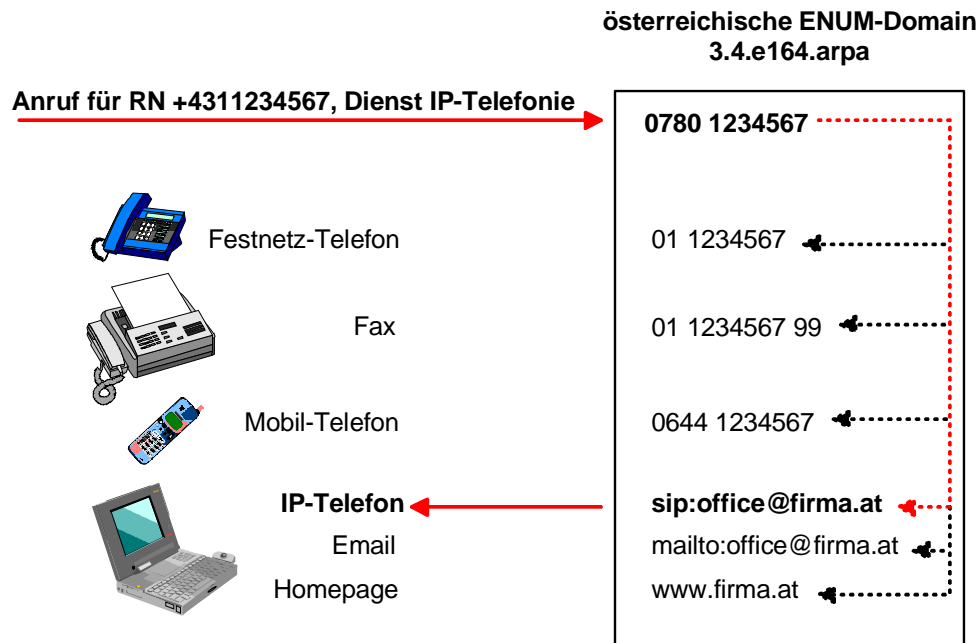 österreichische ENUM-Domain
3.4.e164.arpa
Anruf für RN +4311234567, Dienst IP-Telefonie
0780 1234567
Festnetz-Telefon 01 1234567
Fax 01 1234567 99
Mobil-Telefon 0644 1234567
IP-Telefon sip:office@firma.at
Email mailto:office@firma.at
Homepage www.firma.at